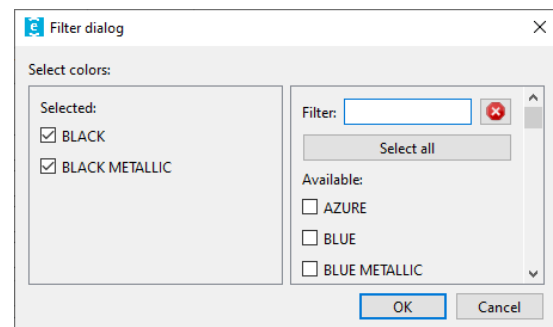 Filter dialog
Select colors:
Selected:
BLACK
BLACK METALLIC
Filter:
Select all
Available:
AZURE
BLUE
BLUE METALLIC
OK
Cancel